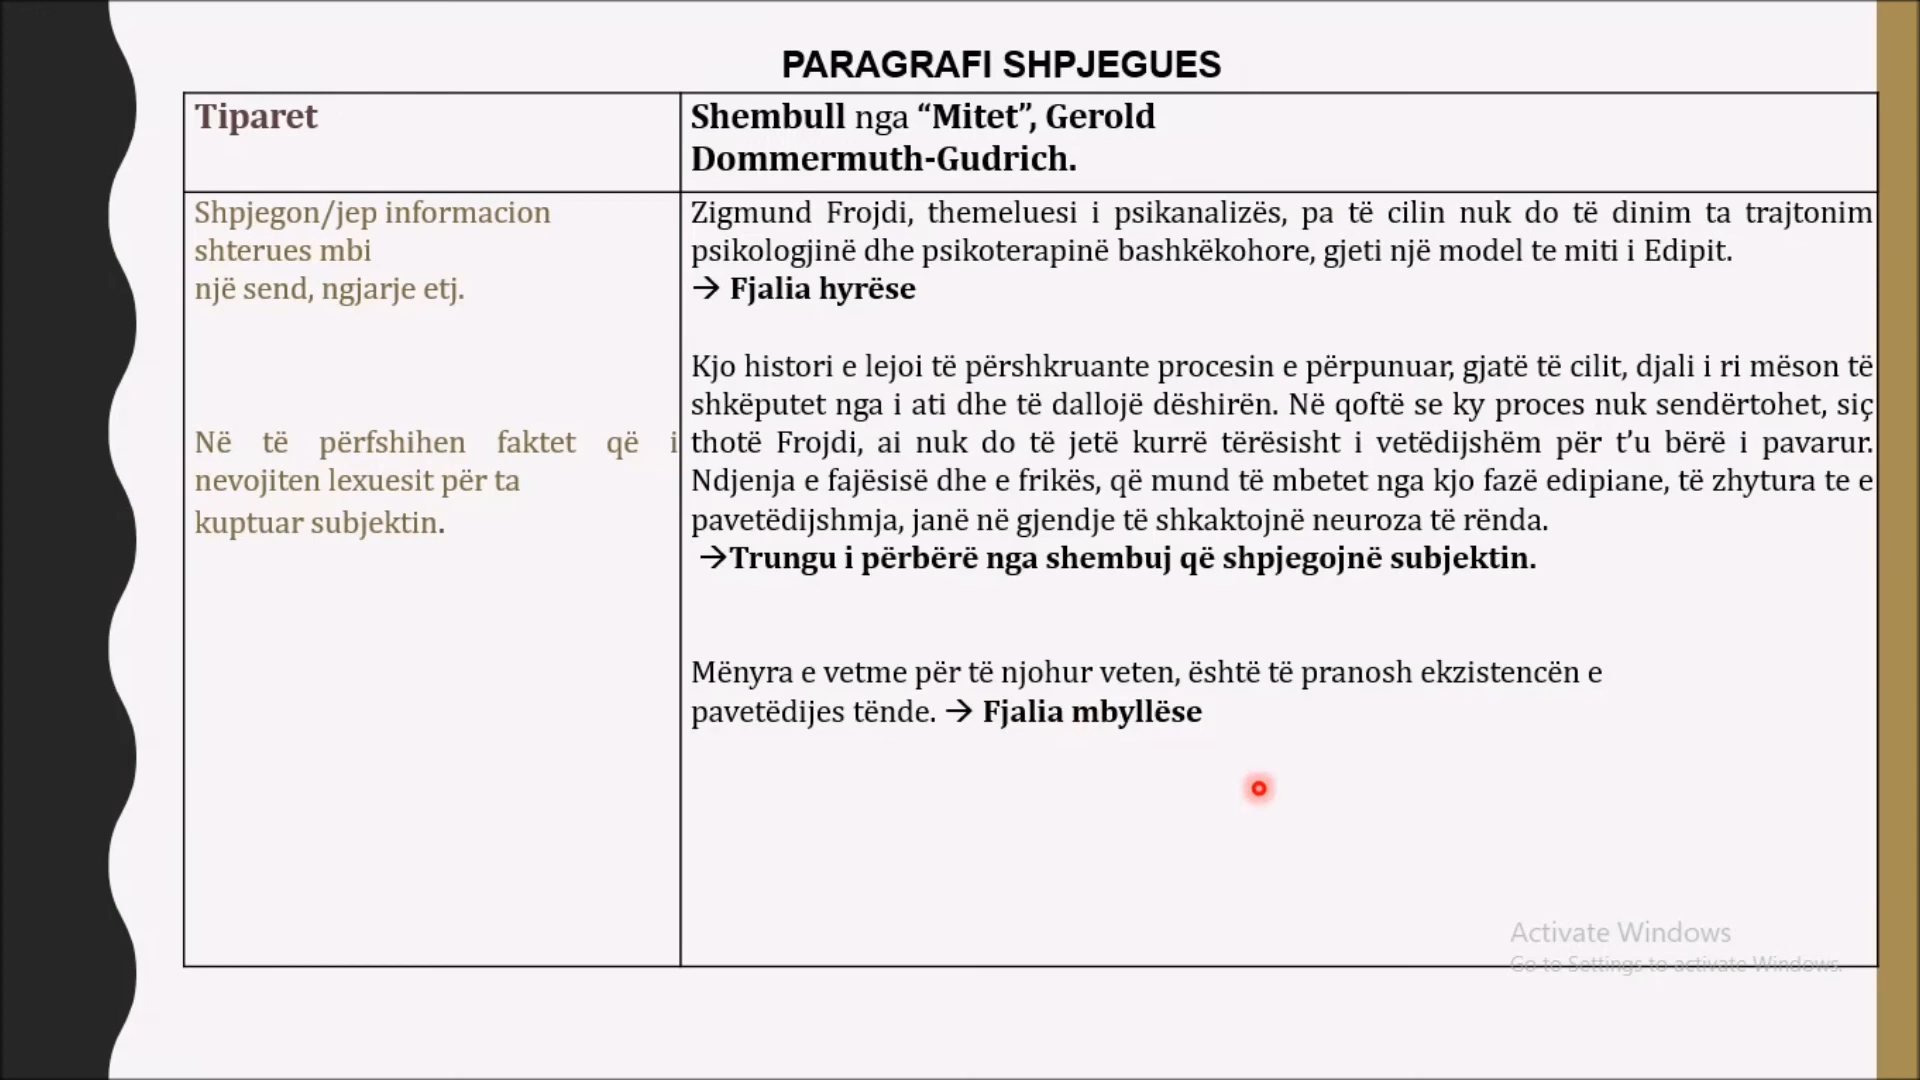 PARAGRAFI SHPJEGUES
Tiparet
Shembull nga “Mitet”, Gerold
Dommermuth-Gudrich.
Shpjegon/jep informacion
shterues mbi
një send, ngjarje etj.
Në të përfshihen faktet që i
nevojiten lexuesit për ta
kuptuar subjektin.
Zigmund Frojdi, themeluesi i psikanalizës, pa të cilin nuk do të dinim ta trajtonim
psikologjinë dhe psikoterapinë bashkëkohore, gjeti një model te miti i Edipit.
→ Fjalia hyrëse
Kjo histori e lejoi të përshkruante procesin e përpunuar, gjatë të cilit, djali i ri mëson të
shkëputet nga i ati dhe të dallojë dëshirën. Në qoftë se ky proces nuk sendërtohet, siç
thotë Frojdi, ai nuk do të jetë kurrë tërësisht i vetëdijshëm për t’u bërë i pavarur.
Ndjenja e fajësisë dhe e frikës, që mund të mbetet nga kjo fazë edipiane, të zhytura te e
pavetëdijshmja, janë në gjendje të shkaktojnë neuroza të rënda.
→Trungu i përbërë nga shembuj që shpjegojnë subjektin.
Mënyra e vetme për të njohur veten, është të pranosh ekzistencën e
pavetëdijes tënde. → Fjalia mbyllëse
Activate Windows
Go to Settings to activate Windows.